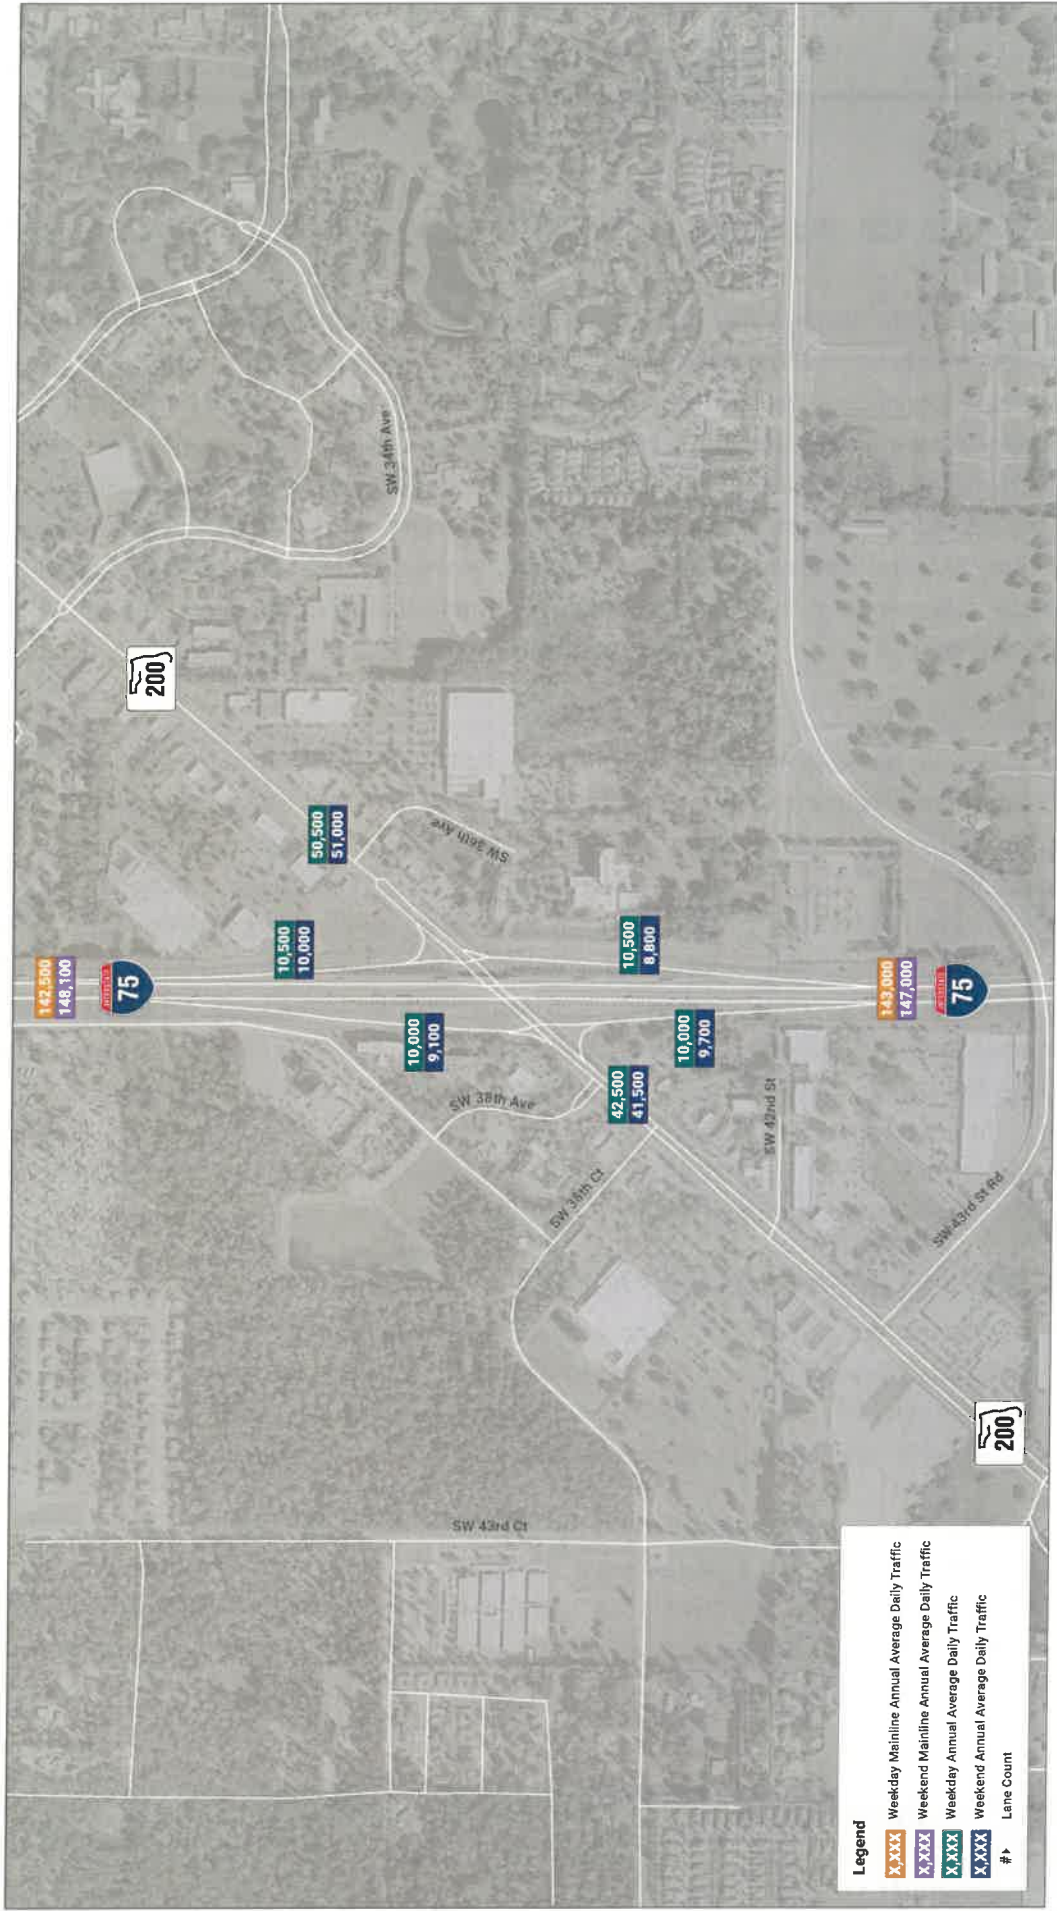 142,500
148,100
INTERSTATE
75
200
SW 34th Ave
50,500
51,000
SW 36th Ave
10,500
10,000
10,000
9,100
10,500
8,800
10,000
9,700
143,000
147,000
INTERSTATE
75
SW 38th Ave
42,500
41,500
SW 42nd St
SW 38th Ct
SW 43rd St Rd
200
SW 43rd Ct
Legend
X,XXX Weekday Mainline Annual Average Daily Traffic
X,XXX Weekend Mainline Annual Average Daily Traffic
X,XXX Weekday Annual Average Daily Traffic
X,XXX Weekend Annual Average Daily Traffic
#▸ Lane Count